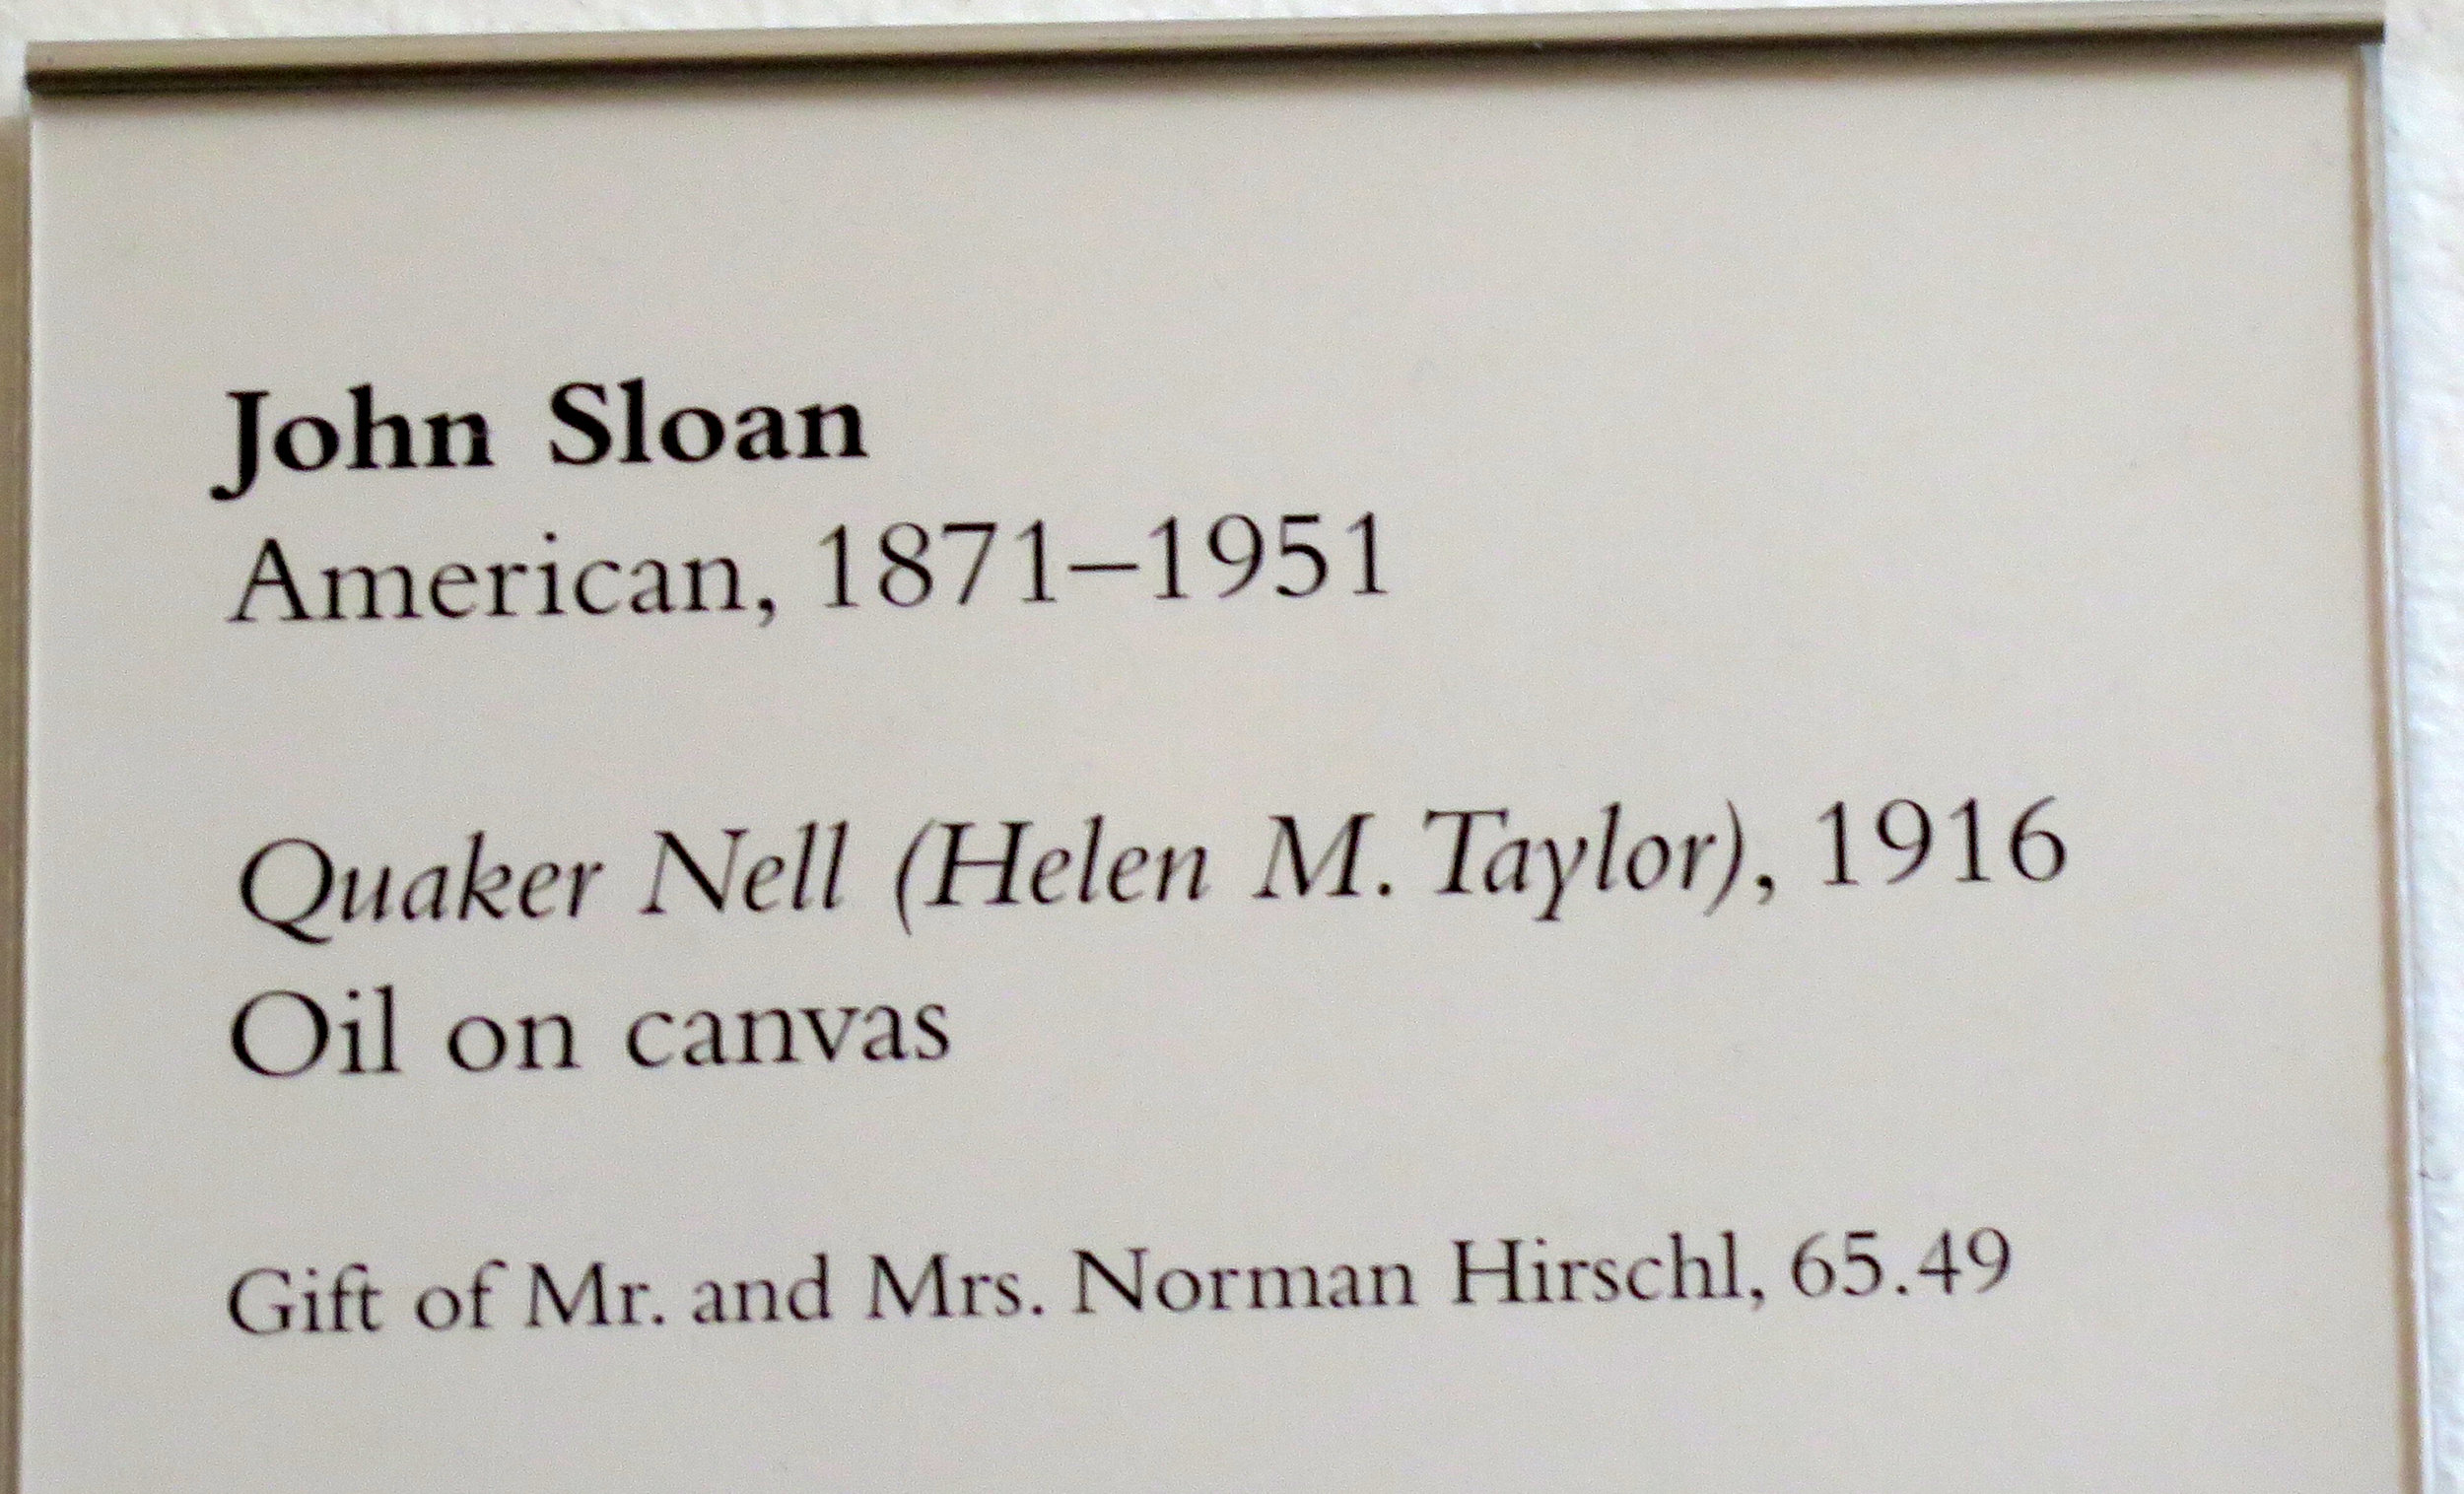 John Sloan
American, 1871–1951
Quaker Nell (Helen M. Taylor), 1916
Oil on canvas
Gift of Mr. and Mrs. Norman Hirschl, 65.49